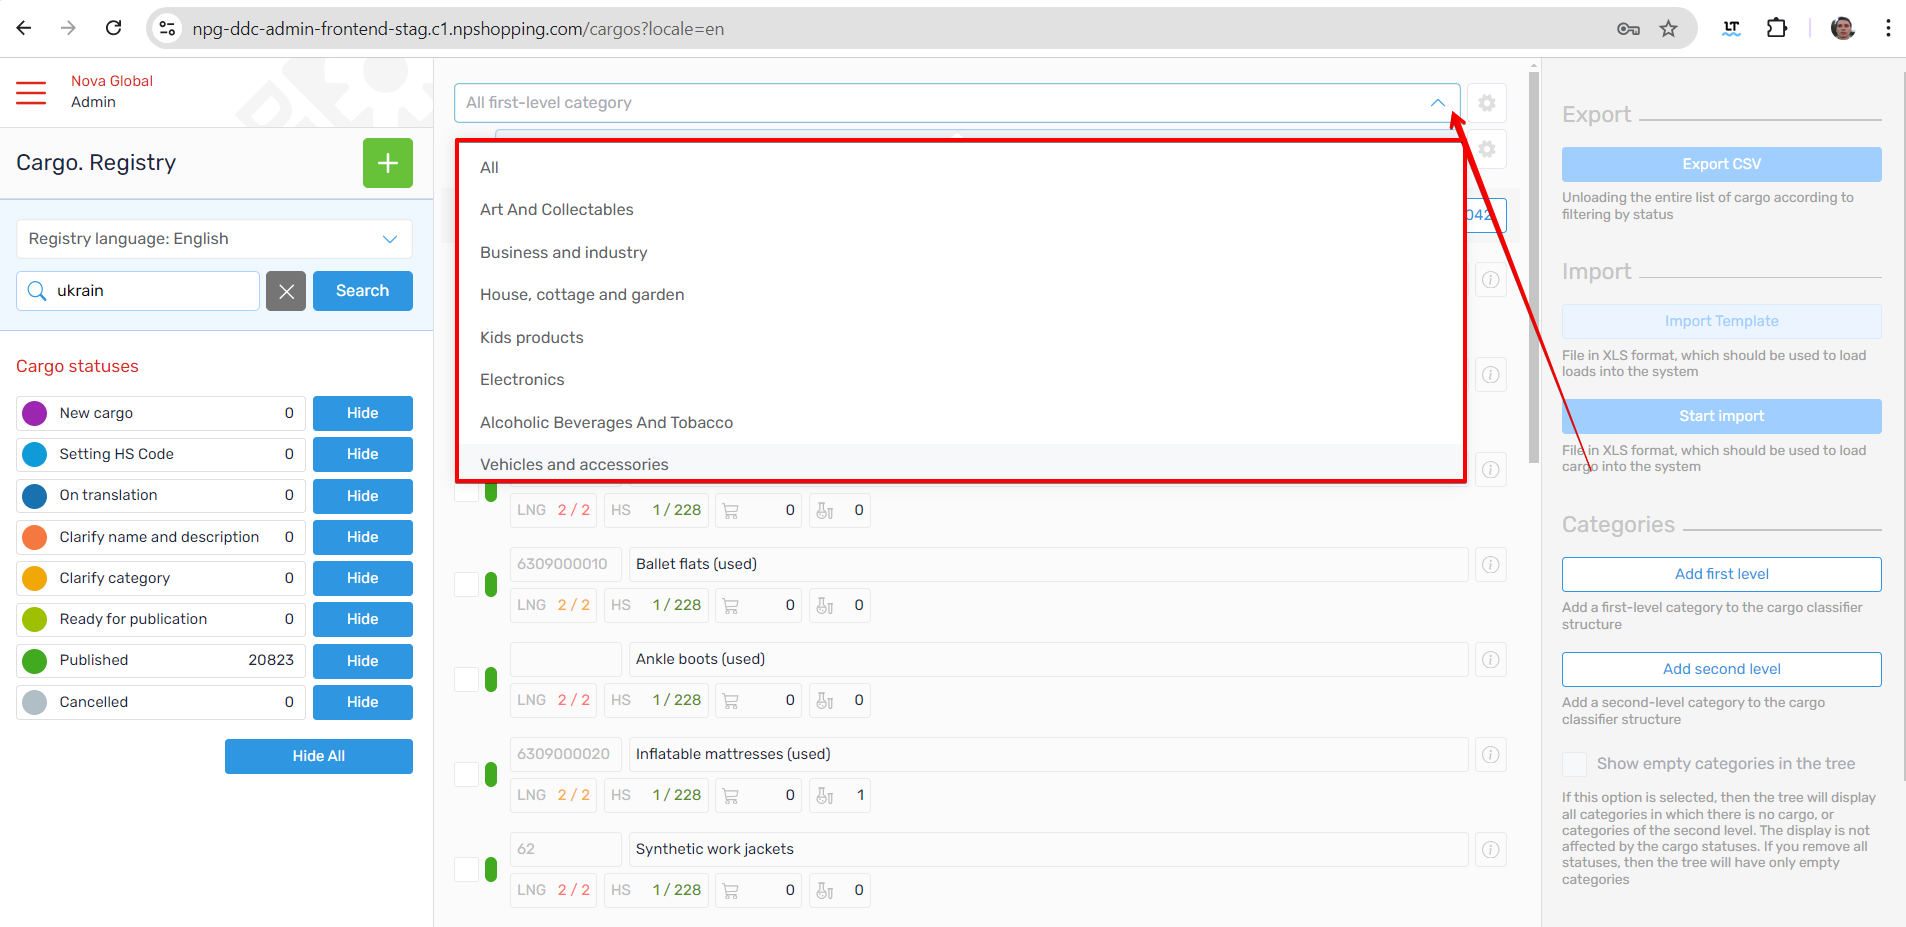 npg-ddc-admin-frontend-stag.c1.npshopping.com/cargos?locale=en
LT
Nova Global
Admin
Cargo. Registry
Registry language: English
ukrain
Search
Cargo statuses
New cargo 0 Hide
Setting HS Code 0 Hide
On translation 0 Hide
Clarify name and description 0 Hide
Clarify category 0 Hide
Ready for publication 0 Hide
Published 20823 Hide
Cancelled 0 Hide
Hide All
All first-level category
All
Art And Collectables
Business and industry
House, cottage and garden
Kids products
Electronics
Alcoholic Beverages And Tobacco
Vehicles and accessories
042
LNG 2 / 2 HS 1 / 228 0 0
6309000010 Ballet flats (used)
LNG 2 / 2 HS 1 / 228 0 0
Ankle boots (used)
LNG 2 / 2 HS 1 / 228 0 0
6309000020 Inflatable mattresses (used)
LNG 2 / 2 HS 1 / 228 0 1
62 Synthetic work jackets
LNG 2 / 2 HS 1 / 228 0 0
Export
Export CSV
Unloading the entire list of cargo according to
filtering by status
Import
Import Template
File in XLS format, which should be used to load
loads into the system
Start import
File in XLS format, which should be used to load
cargo into the system
Categories
Add first level
Add a first-level category to the cargo classifier
structure
Add second level
Add a second-level category to the cargo
classifier structure
Show empty categories in the tree
If this option is selected, then the tree will display
all categories in which there is no cargo, or
categories of the second level. The display is not
affected by the cargo statuses. If you remove all
statuses, then the tree will have only empty
categories